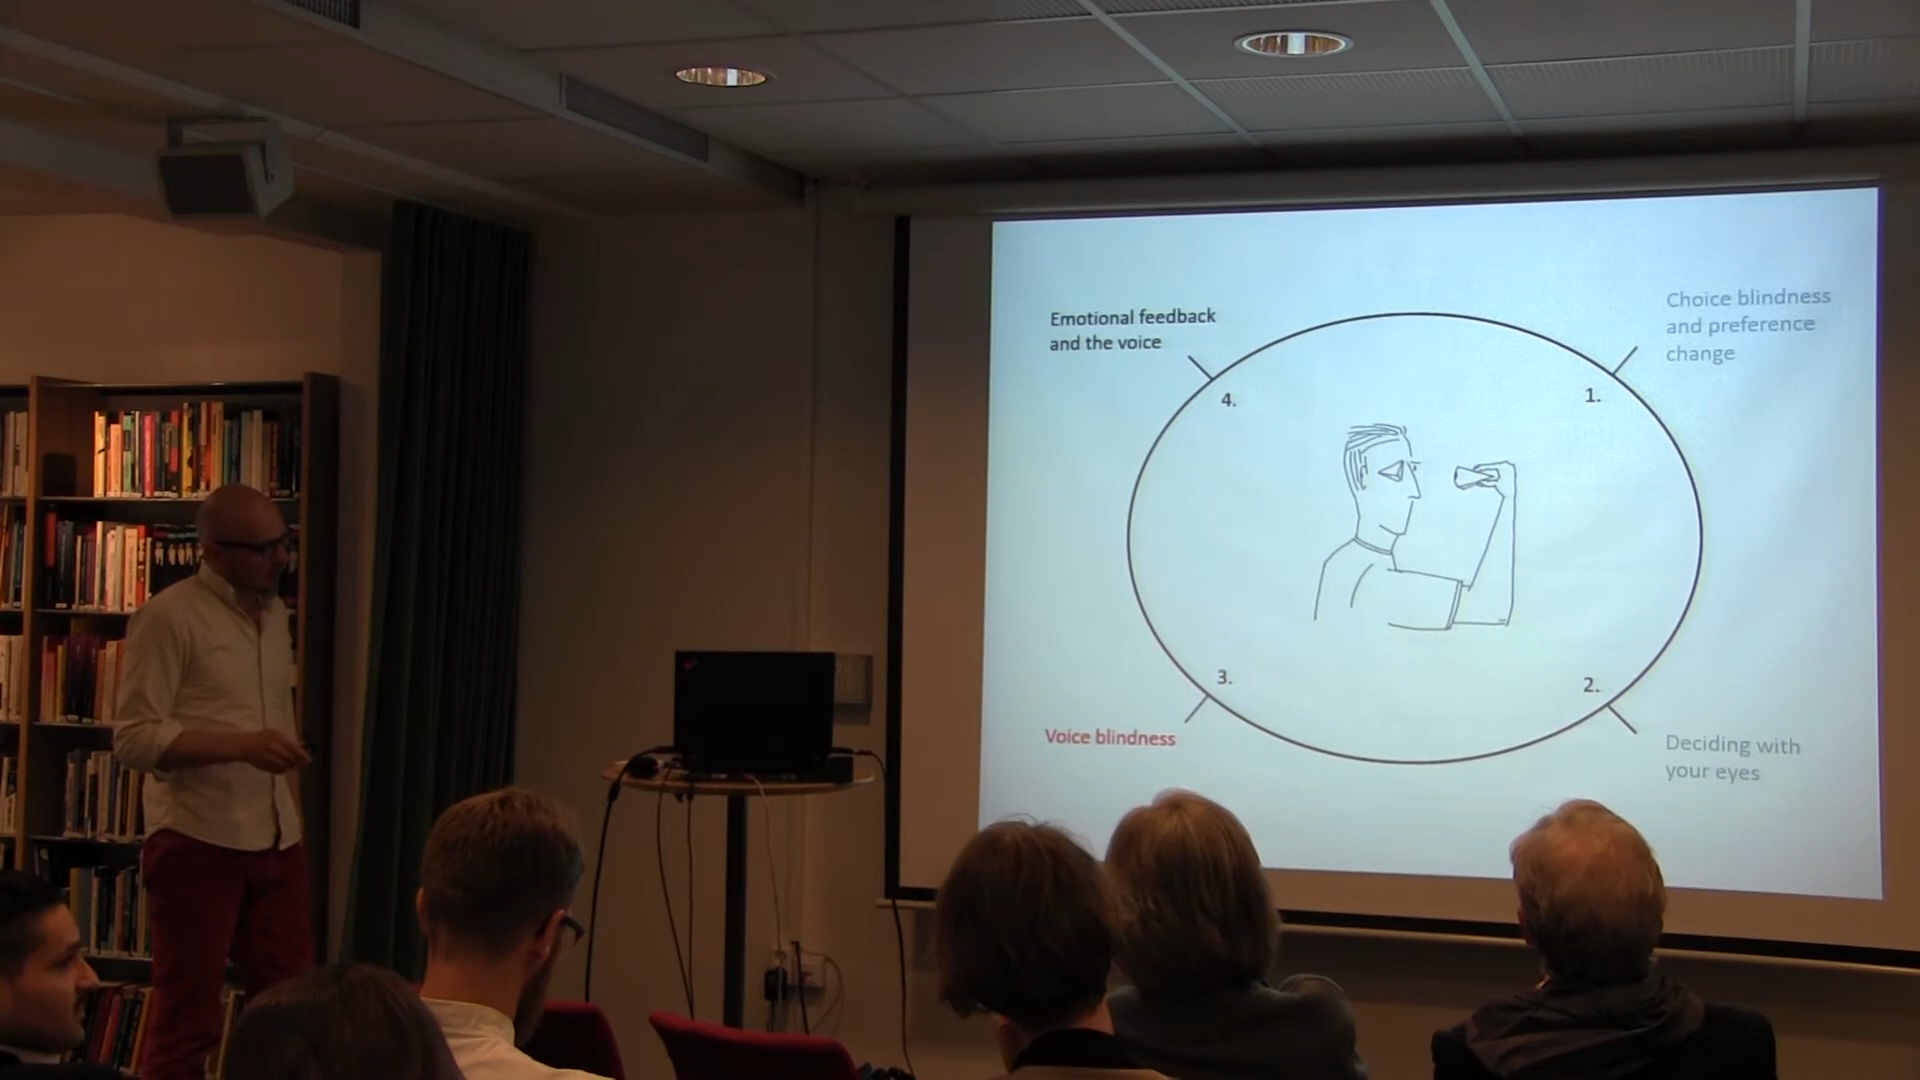 Emotional feedback
and the voice
4.
Choice blindness
and preference
change
1.
3.
Voice blindness
2.
Deciding with
your eyes